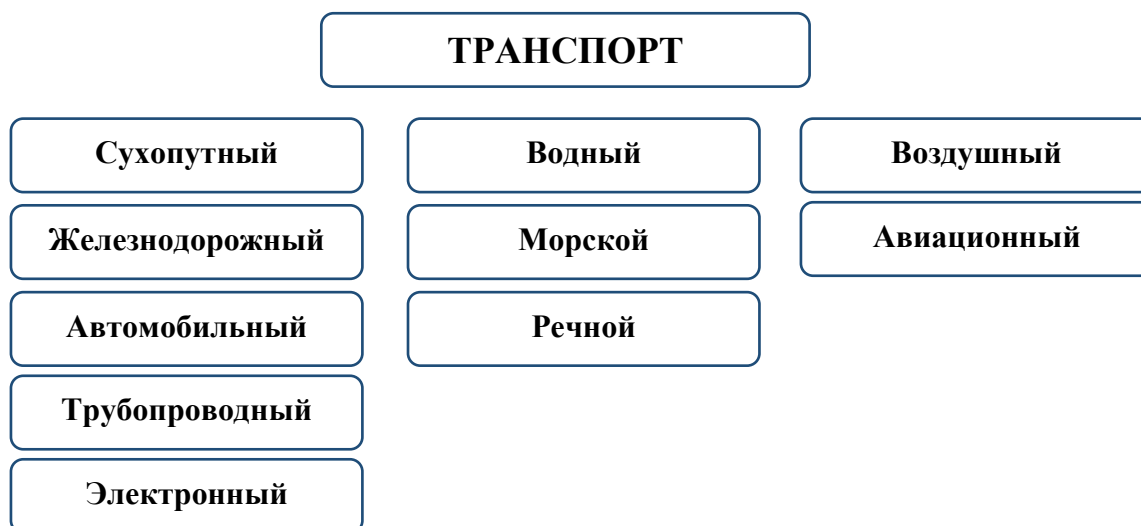 ТРАНСПОРТ
Сухопутный
Водный
Воздушный
Железнодорожный
Морской
Авиационный
Автомобильный
Речной
Трубопроводный
Электронный